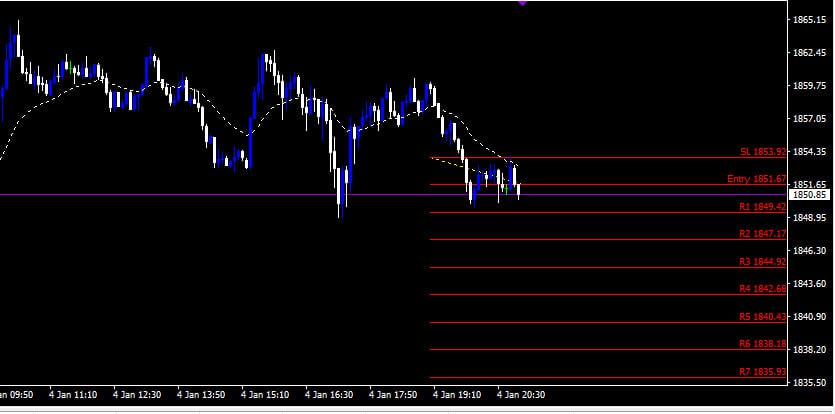 1865.15
1862.45
1859.75
1857.05
1854.35
SL 1853.92
Entry 1851.67
1851.65
1850.85
R1 1849.42
1848.95
R2 1847.17
1846.30
R3 1844.92
1843.60
R4 1842.68
1840.90
R5 1840.43
R6 1838.18
1838.20
R7 1835.93
1835.50
an 09:50
4 Jan 11:10
4 Jan 12:30
4 Jan 13:50
4 Jan 15:10
4 Jan 16:30
4 Jan 17:50
4 Jan 19:10
4 Jan 20:30